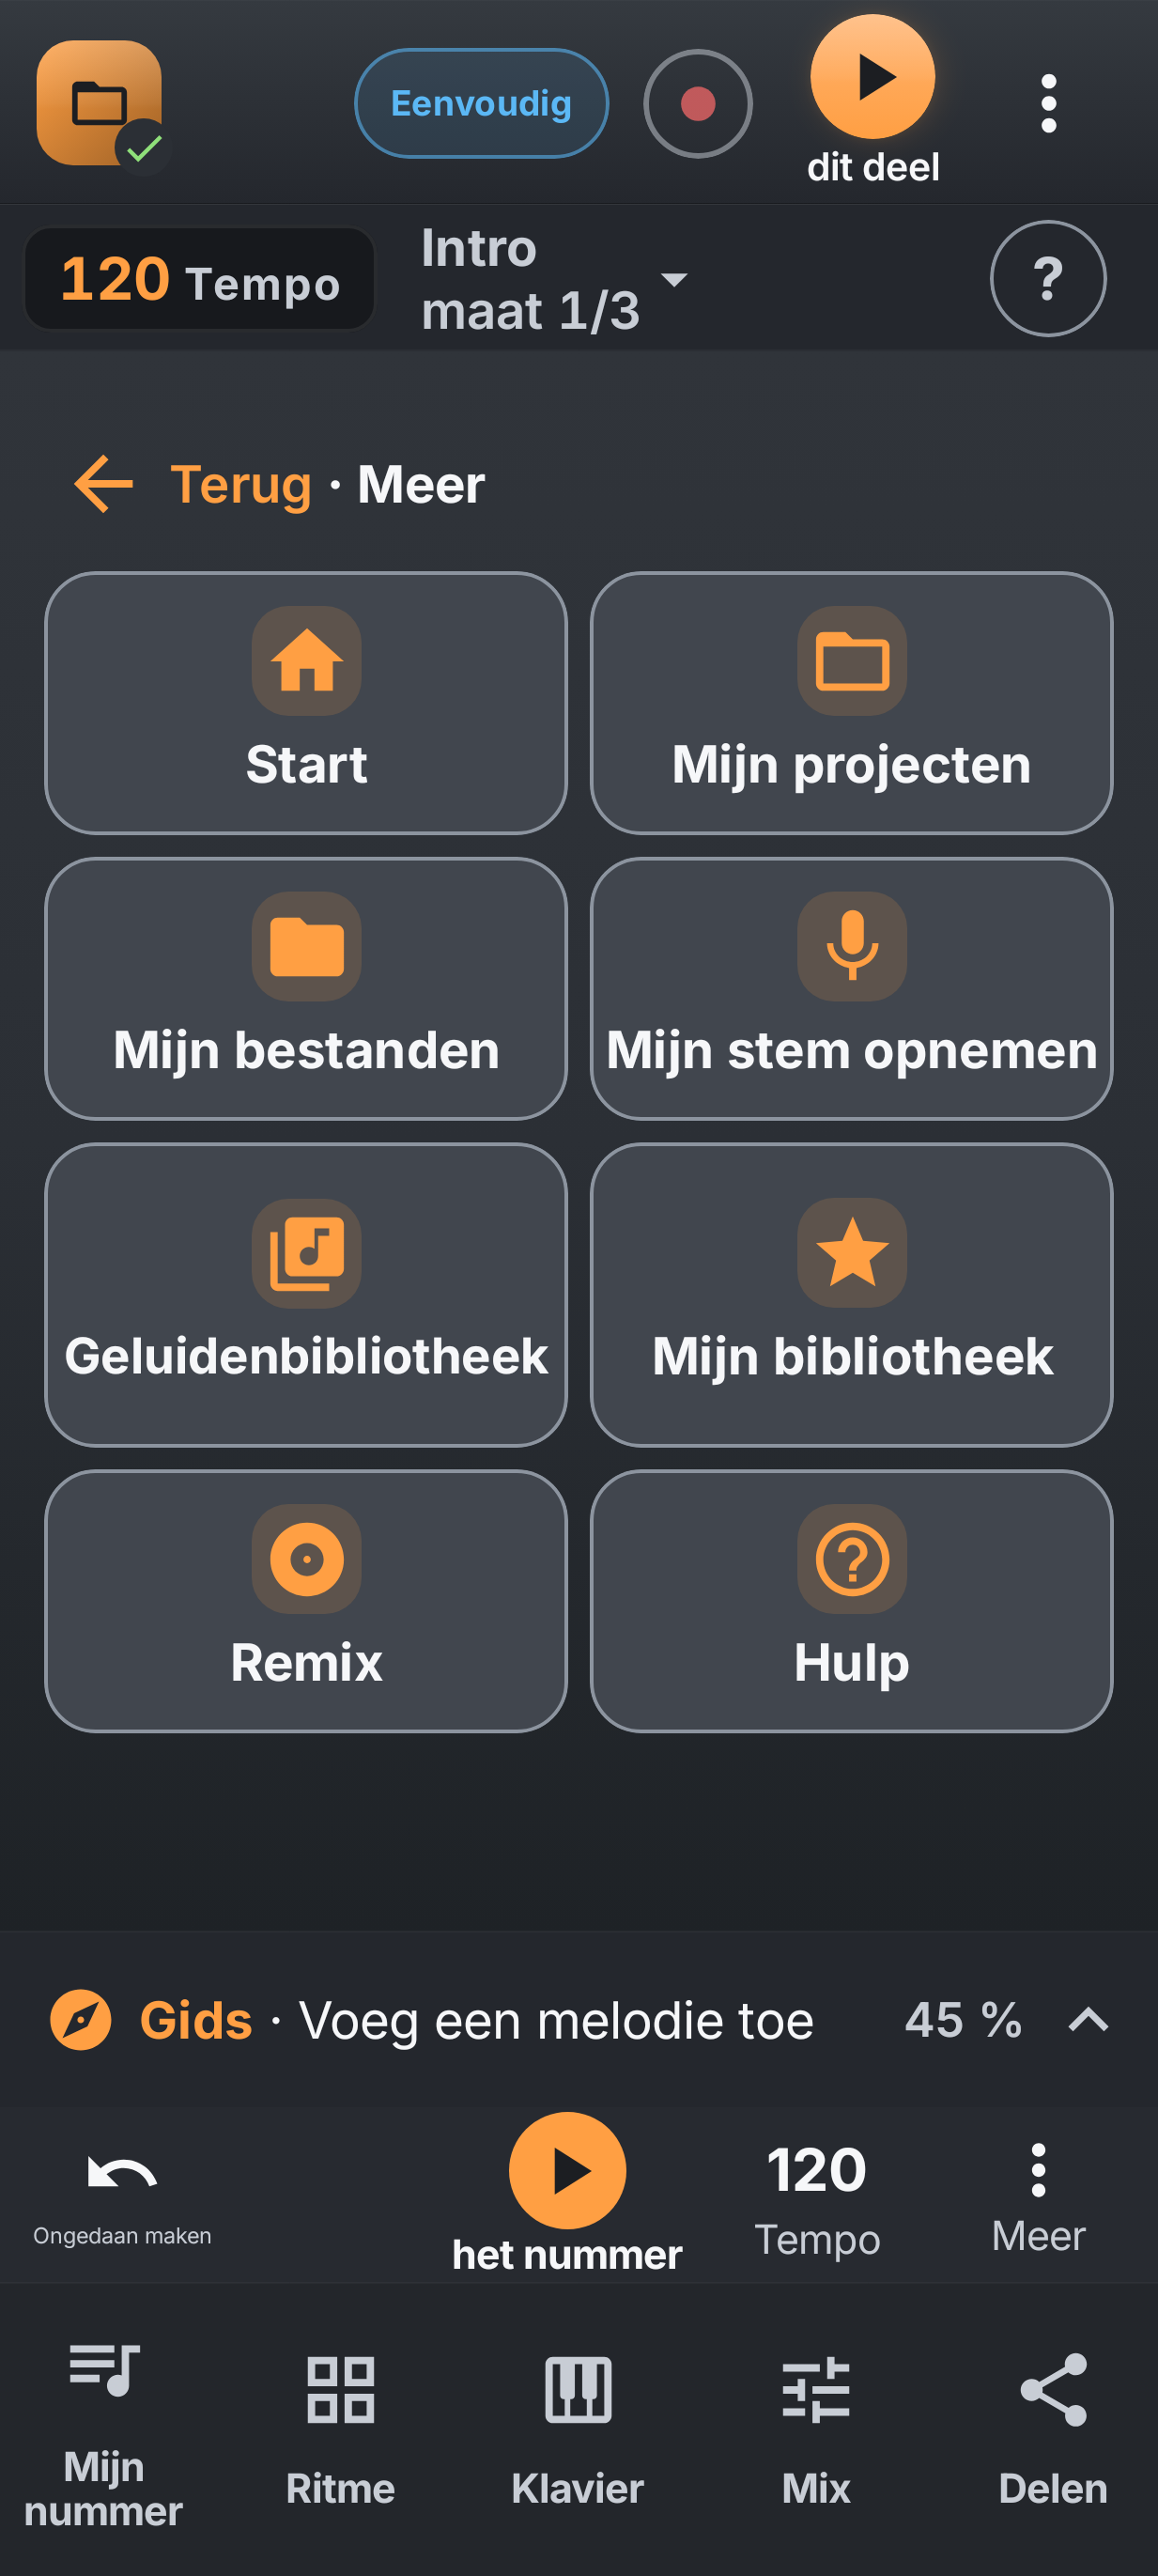 Eenvoudig
dit deel
120 Tempo
Intro
maat 1/3
?
Terug · Meer
Start
Mijn projecten
Mijn bestanden
Mijn stem opnemen
Geluidenbibliotheek
Mijn bibliotheek
Remix
Hulp
Gids · Voeg een melodie toe
45 %
Ongedaan maken
het nummer
120
Tempo
Meer
Mijn
nummer
Ritme
Klavier
Mix
Delen